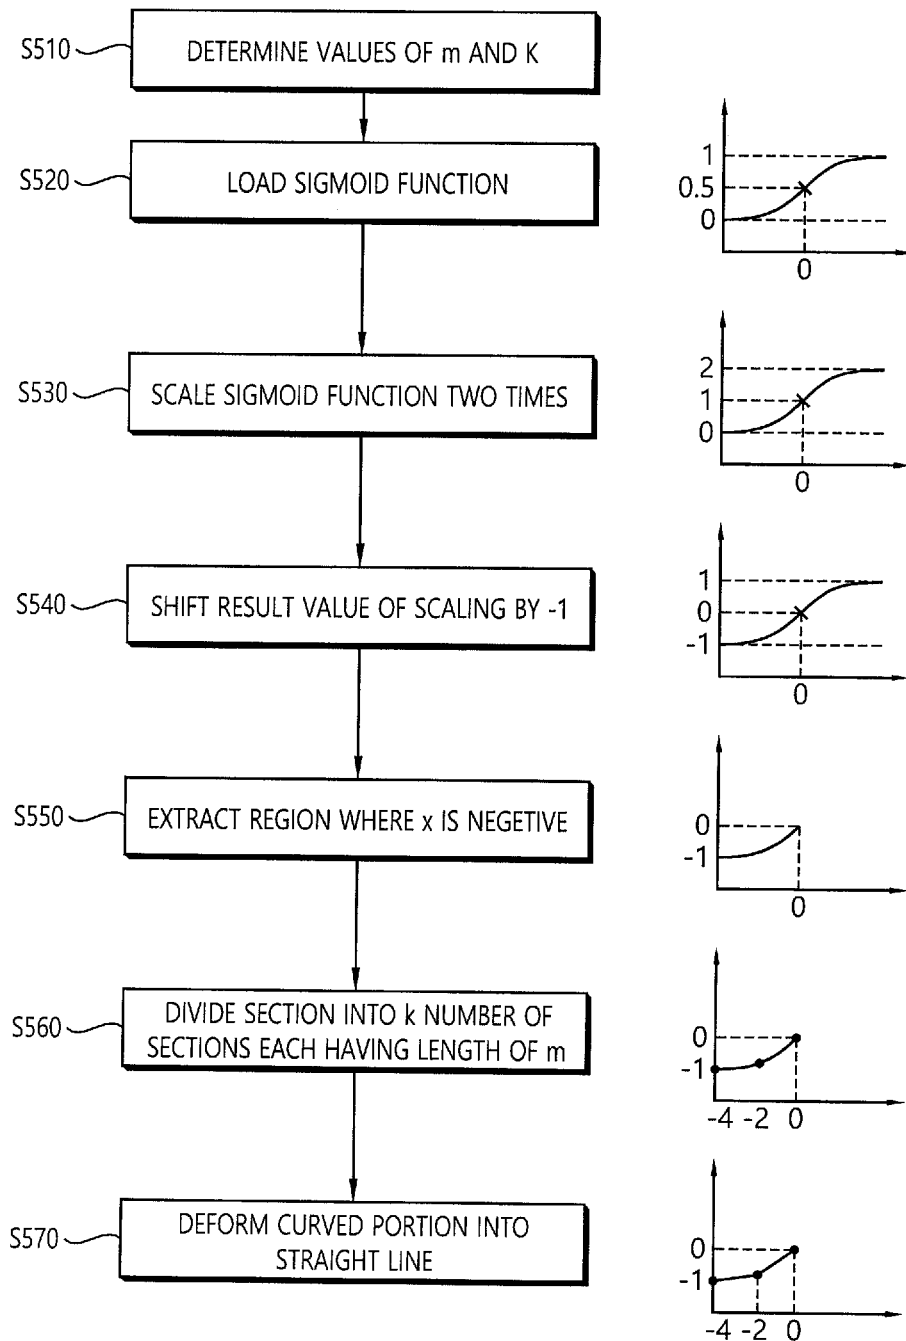 S510
DETERMINE VALUES OF m AND K
S520
LOAD SIGMOID FUNCTION
1
0.5
0
0
S530
SCALE SIGMOID FUNCTION TWO TIMES
2
1
0
0
S540
SHIFT RESULT VALUE OF SCALING BY -1
1
0
-1
0
S550
EXTRACT REGION WHERE x IS NEGETIVE
0
-1
0
S560
DIVIDE SECTION INTO k NUMBER OF
SECTIONS EACH HAVING LENGTH OF m
0
-1
-4 -2 0
S570
DEFORM CURVED PORTION INTO
STRAIGHT LINE
0
-1
-4 -2 0